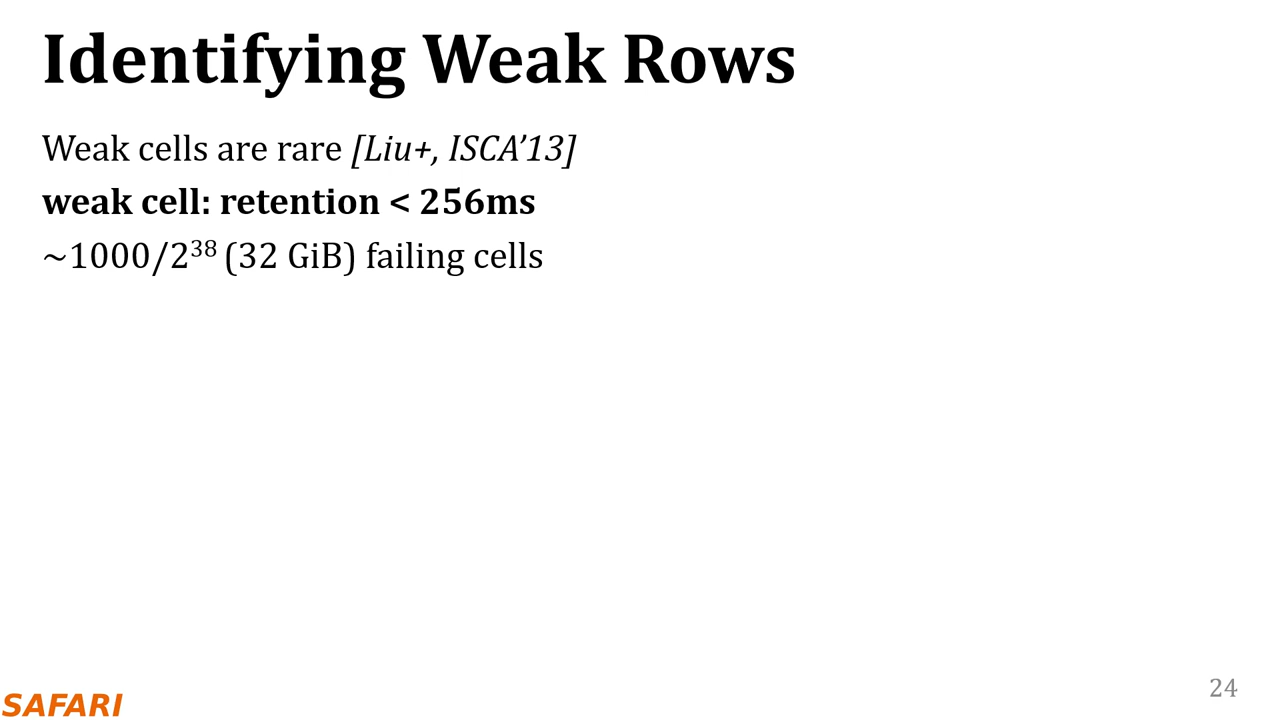 Identifying Weak Rows
Weak cells are rare [Liu+, ISCA’13]
weak cell: retention < 256ms
~1000/2³⁸ (32 GiB) failing cells
24
SAFARI